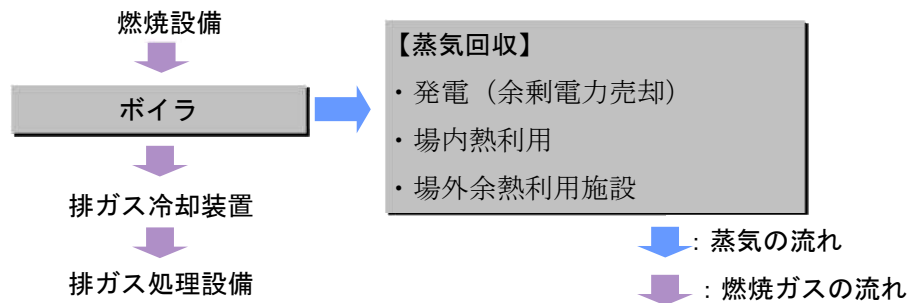 燃焼設備
ボイラ
排ガス冷却装置
排ガス処理設備
【蒸気回収】
・発電（余剰電力売却）
・場内熱利用
・場外余熱利用施設
：蒸気の流れ
：燃焼ガスの流れ